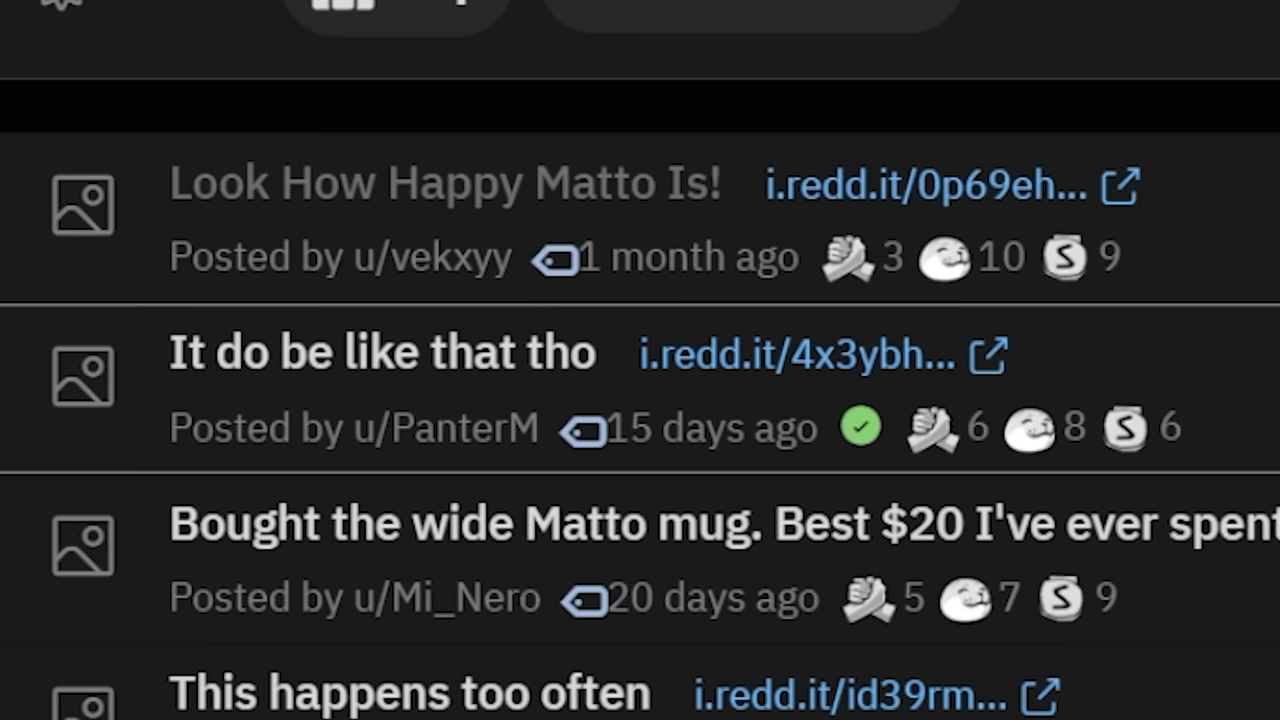 Look How Happy Matto Is! i.redd.it/0p69eh...
Posted by u/vekxyy 1 month ago 3 10 S 9
It do be like that tho i.redd.it/4x3ybh...
Posted by u/PanterM 15 days ago 6 8 S 6
Bought the wide Matto mug. Best $20 I've ever spent
Posted by u/Mi_Nero 20 days ago 5 7 S 9
This happens too often i.redd.it/id39rm...